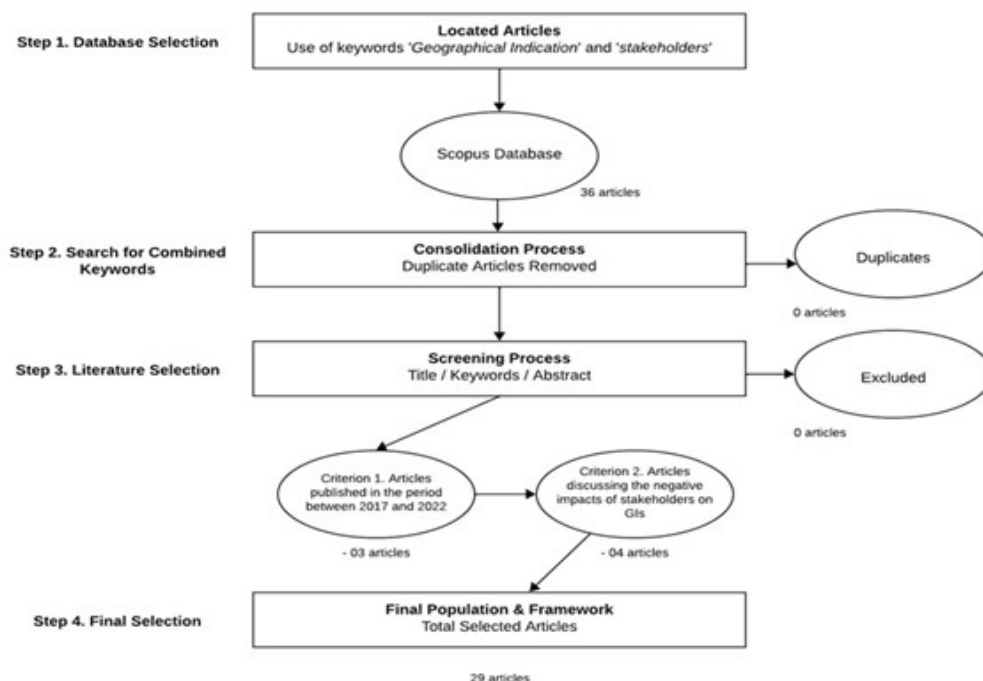 Step 1. Database Selection
Located Articles
Use of keywords 'Geographical Indication' and 'stakeholders'
Scopus Database
36 articles
Step 2. Search for Combined
Keywords
Consolidation Process
Duplicate Articles Removed
Duplicates
0 articles
Step 3. Literature Selection
Screening Process
Title / Keywords / Abstract
Excluded
0 articles
Criterion 1. Articles
published in the period
between 2017 and 2022
- 03 articles
Criterion 2. Articles
discussing the negative
impacts of stakeholders on
GIs
- 04 articles
Step 4. Final Selection
Final Population & Framework
Total Selected Articles
29 articles